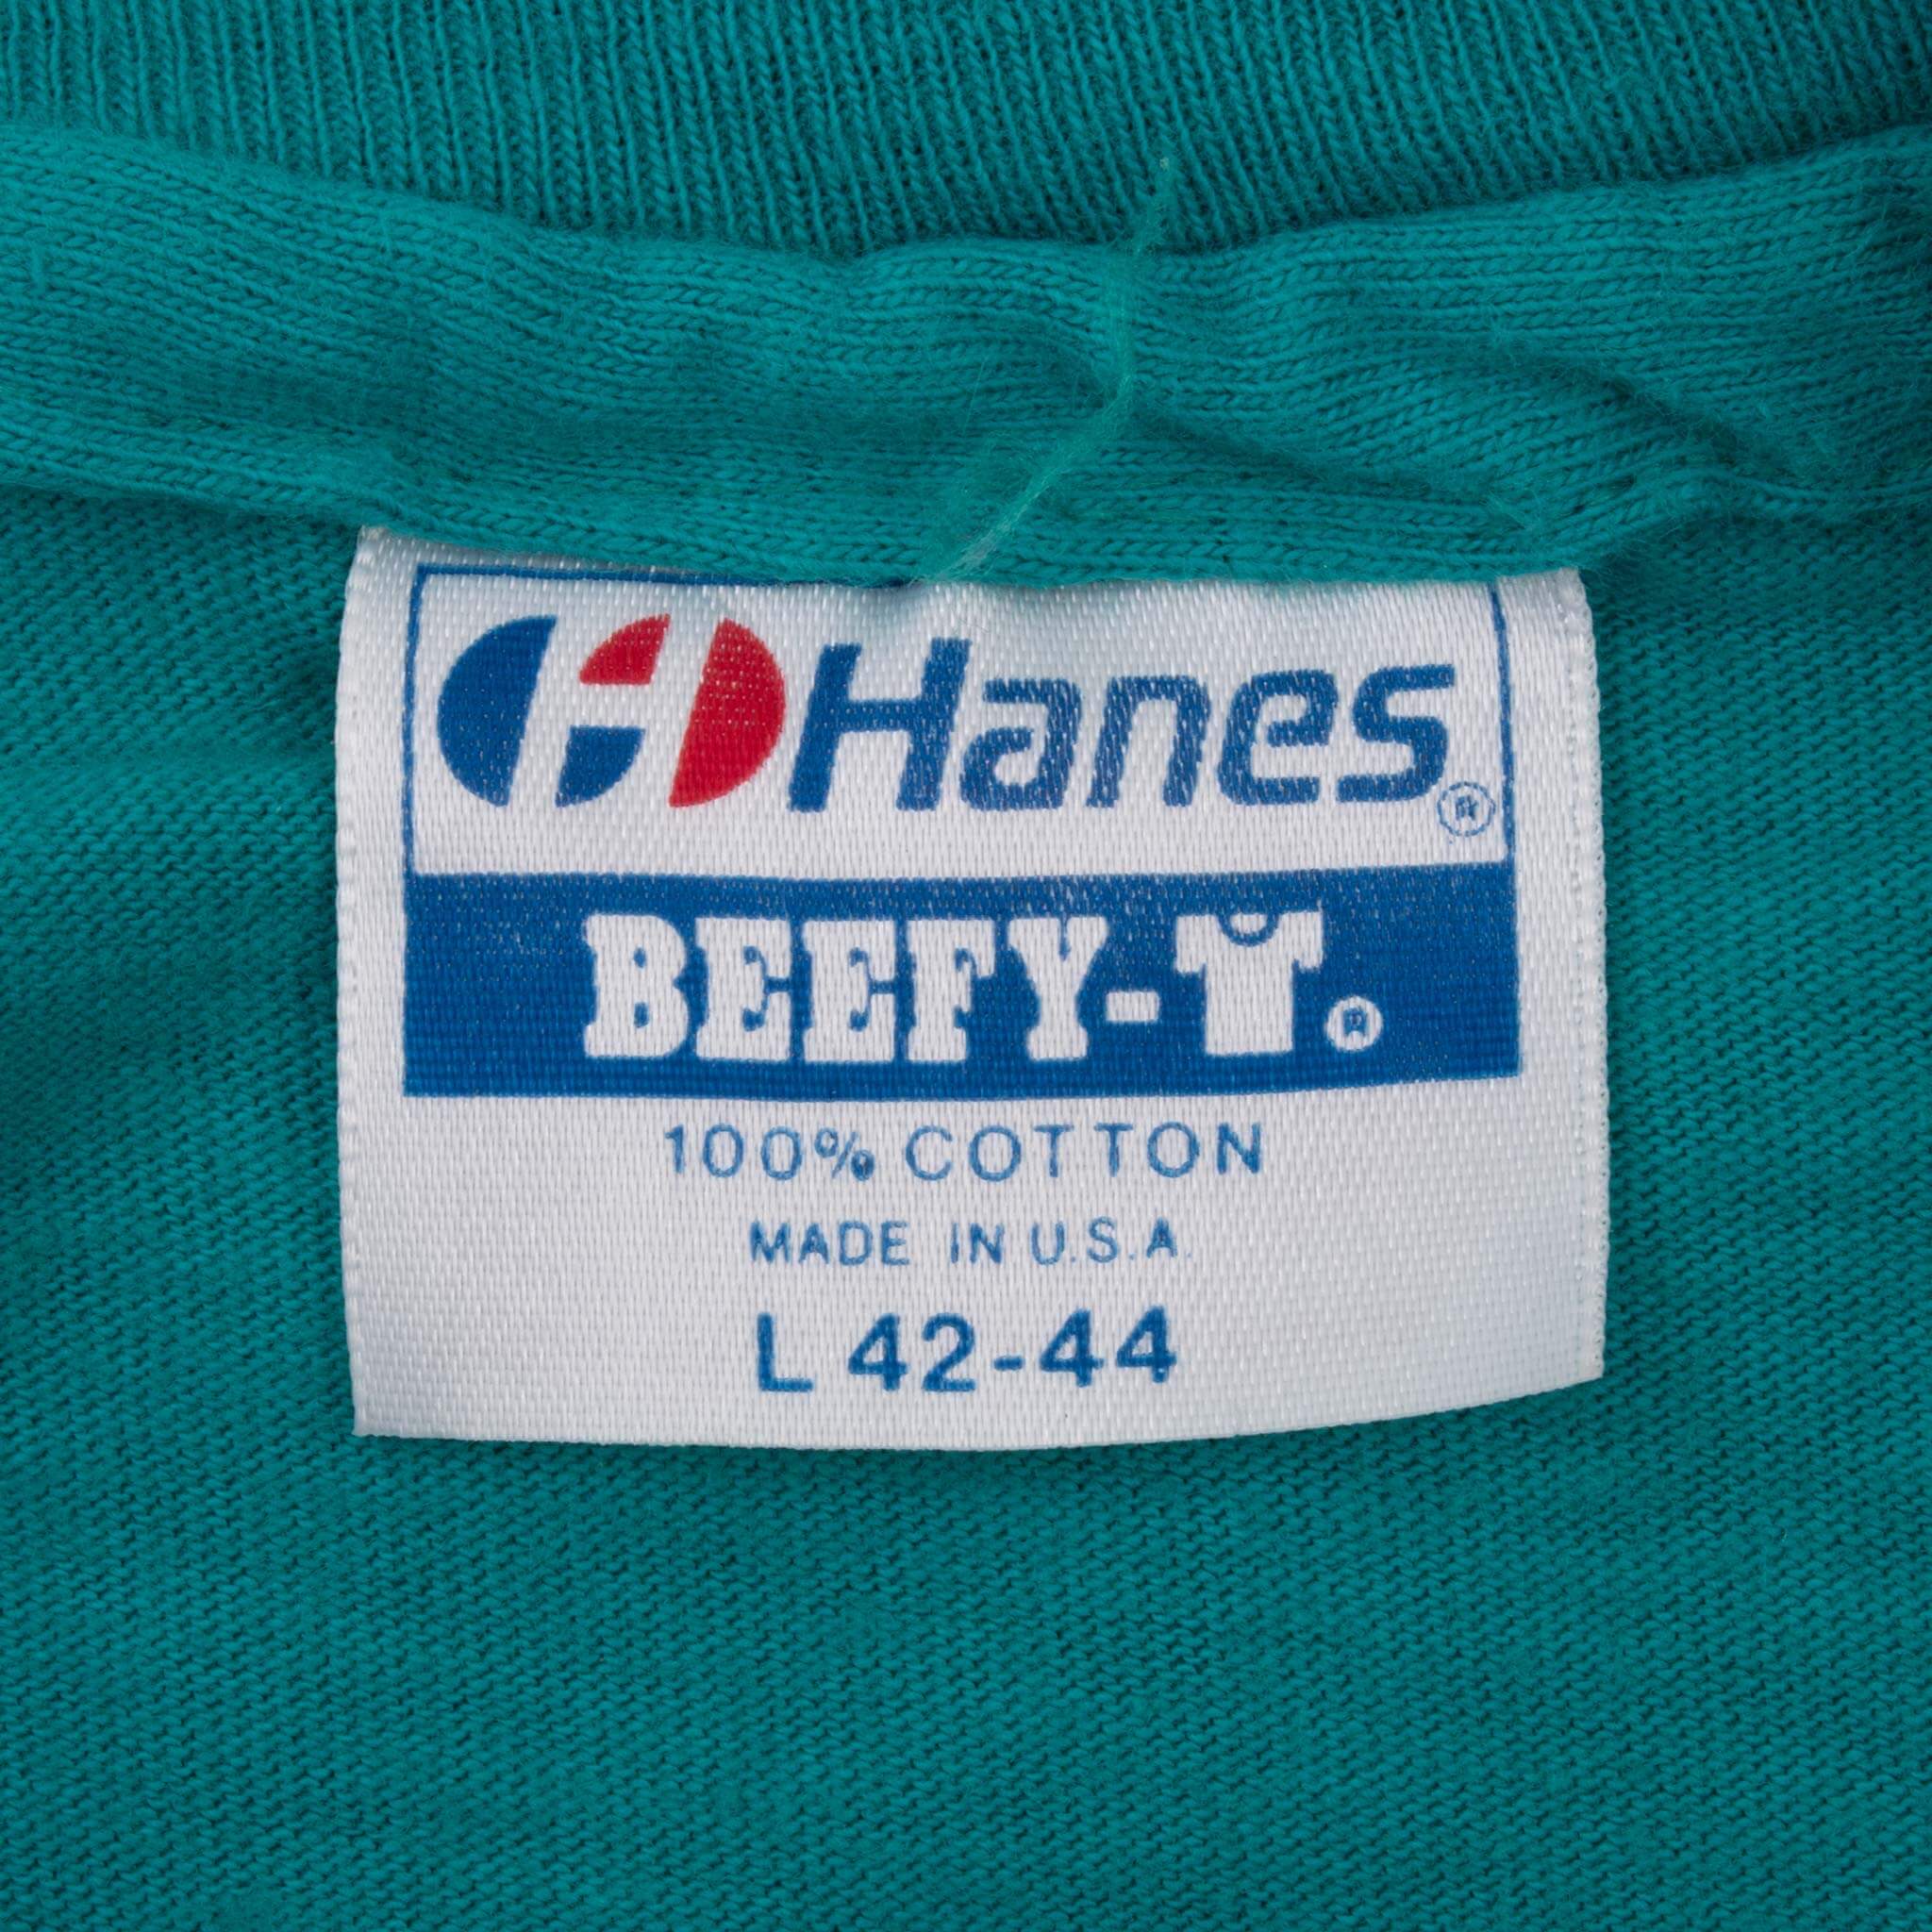 Hanes®
BEEFY-T®
100% COTTON
MADE IN U.S.A.
L 42-44